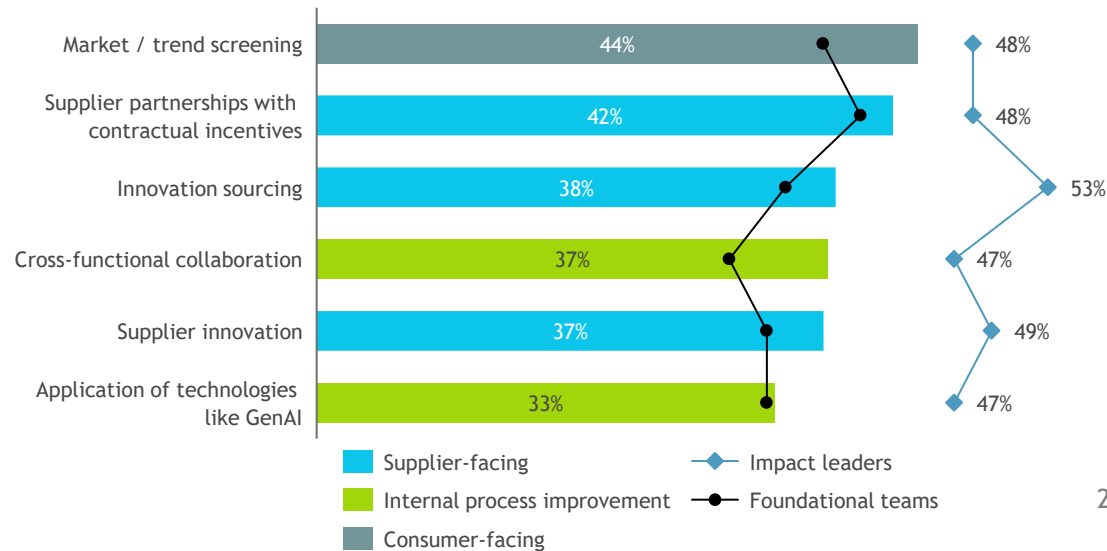 Market / trend screening
44%
48%
Supplier partnerships with
contractual incentives
42%
48%
Innovation sourcing
38%
53%
Cross-functional collaboration
37%
47%
Supplier innovation
37%
49%
Application of technologies
like GenAI
33%
47%
Supplier-facing
Impact leaders
Internal process improvement
Foundational teams
2
Consumer-facing